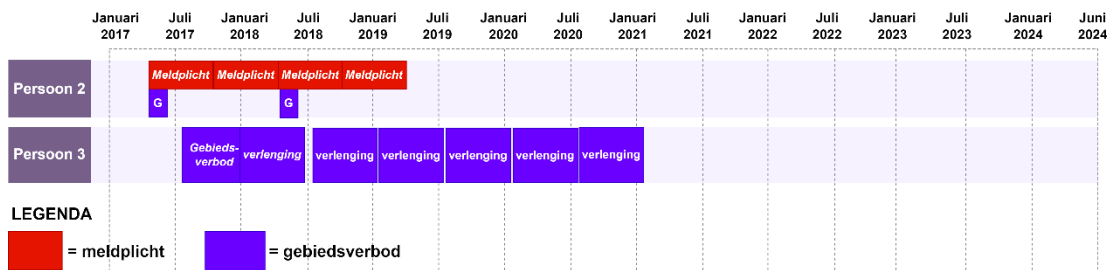 Januari Juli Januari Juli Januari Juli Januari Juli Januari Juli Januari Juli Januari Juli Januari Juni
2017 2017 2018 2018 2019 2019 2020 2020 2021 2021 2022 2022 2023 2023 2024 2024
Persoon 2
Meldplicht Meldplicht Meldplicht Meldplicht
G G
Persoon 3
Gebieds-
verbod
verlenging verlenging verlenging verlenging verlenging verlenging
LEGENDA
= meldplicht = gebiedsverbod